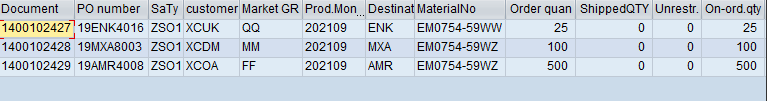 Document PO number SaTy customer Market GR Prod.Mon... Destinat MaterialNo Order quan ShippedQTY Unrestr. On-ord.qty
1400102427 19ENK4016 ZSO1 XCUK QQ 202109 ENK EM0754-59WW 25 0 0 25
1400102428 19MXA8003 ZSO1 XCDM MM 202109 MXA EM0754-59WZ 100 0 0 100
1400102429 19AMR4008 ZSO1 XCOA FF 202109 AMR EM0754-59WZ 500 0 0 500